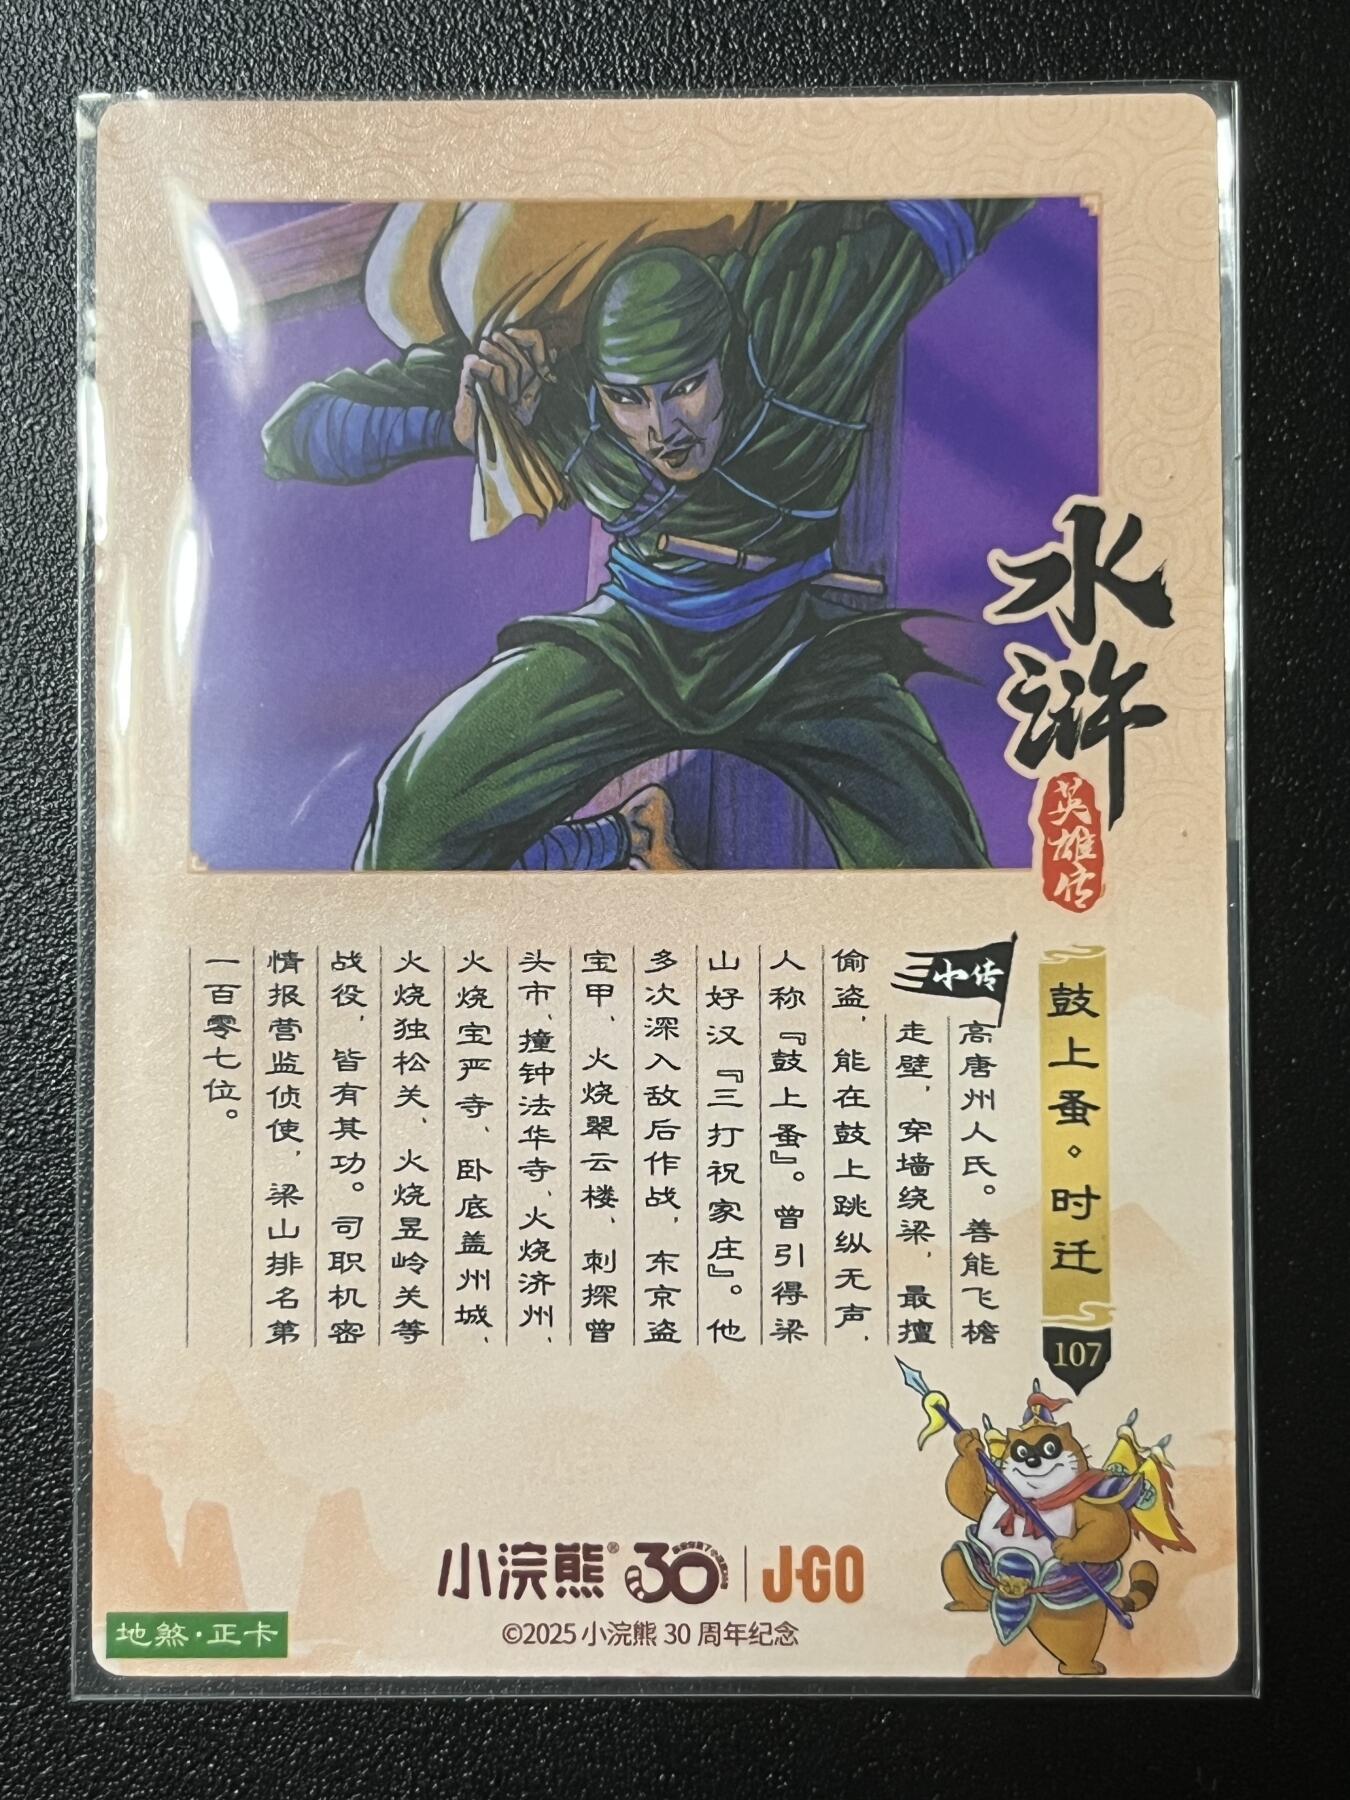 水浒
英雄传
鼓上蚤。时迁
107
小传
高唐州人氏。善能飞檐
走壁，穿墙绕梁，最擅
偷盗，能在鼓上跳纵无声，
人称『鼓上蚤』。曾引得梁
山好汉『三打祝家庄』。他
多次深入敌后作战，东京盗
宝甲、火烧翠云楼、刺探曾
头市、撞钟法华寺、火烧济州、
火烧宝严寺、卧底盖州城、
火烧独松关、火烧昱岭关等
战役，皆有其功。司职机密
情报营监侦使，梁山排名第
一百零七位。
小浣熊® 30 | J-GO
©2025 小浣熊 30 周年纪念
地煞·正卡